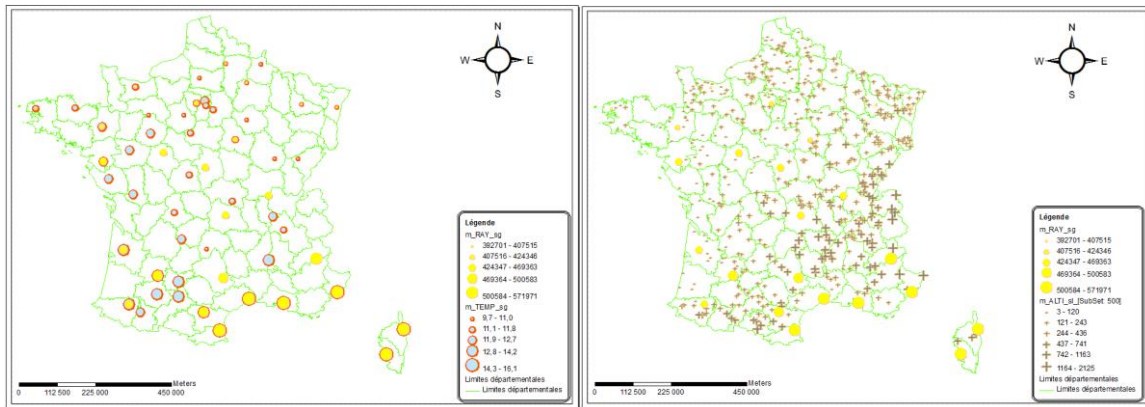 N
W E
S
Légende
m_RAY_sg
392701 - 407515
407516 - 424346
424347 - 469363
469364 - 500583
500584 - 571971
m_TEMP_sg
9,7 - 11,0
11,1 - 11,8
11,9 - 12,7
12,8 - 14,2
14,3 - 16,1
Limites départementales
Limites départementales
Meters
0 112 500 225 000 450 000
N
W E
S
Légende
m_RAY_sg
392701 - 407515
407516 - 424346
424347 - 469363
469364 - 500583
500584 - 571971
m_ALTI_sl_[SubSet 500]
3 - 120
121 - 243
244 - 436
437 - 741
742 - 1163
1164 - 2125
Limites départementales
Limites départementales
Meters
0 112 500 225 000 450 000